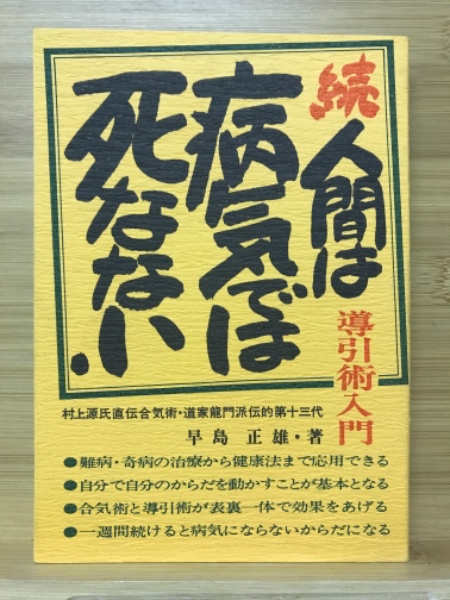 続
人間は
病気では
死なない
導引術入門
村上源氏直伝合気術・道家龍門派伝的第十三代
早島正雄・著
●難病・奇病の治療から健康法まで応用できる
●自分で自分のからだを動かすことが基本となる
●合気術と導引術が表裏一体で効果をあげる
●一週間続けると病気にならないからだになる